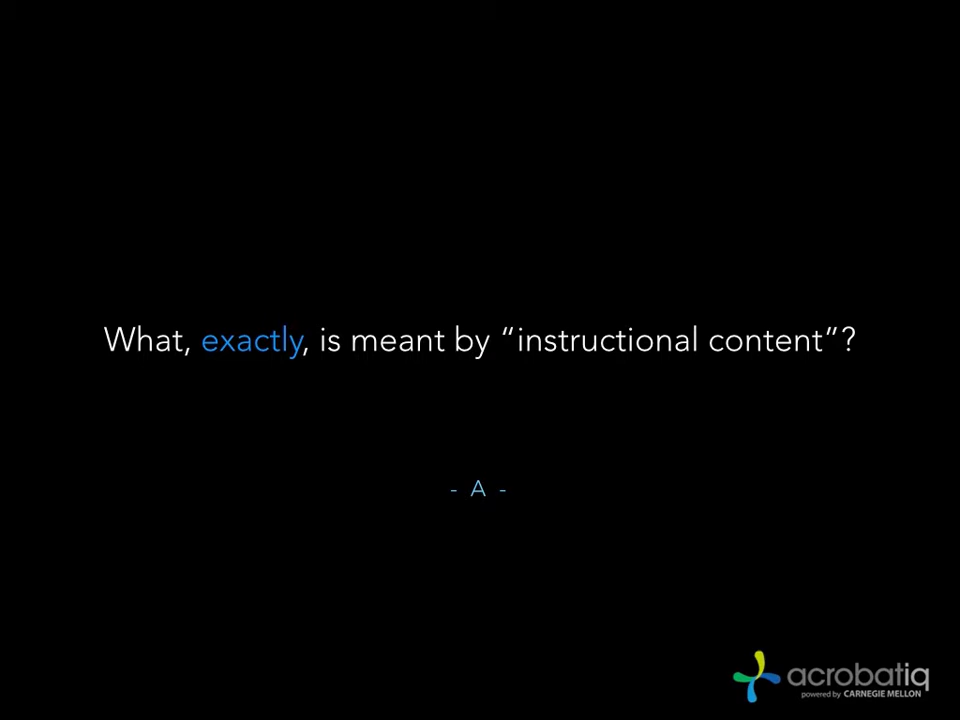 What, exactly, is meant by “instructional content”?
- A -
acrobatiq
powered by CARNEGIE MELLON